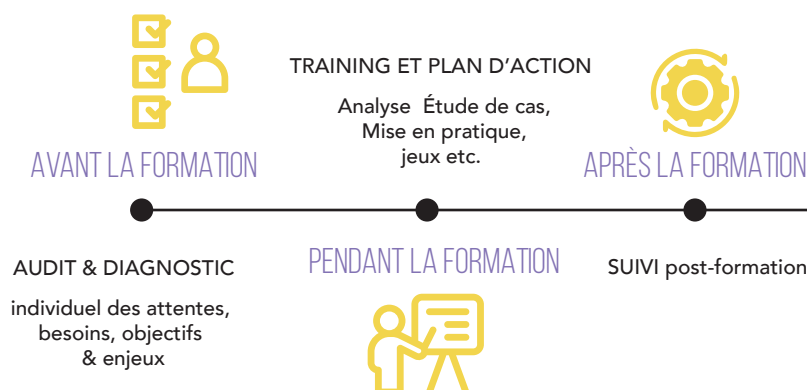 AVANT LA FORMATION
AUDIT & DIAGNOSTIC
individuel des attentes,
besoins, objectifs
& enjeux
TRAINING ET PLAN D'ACTION
Analyse Étude de cas,
Mise en pratique,
jeux etc.
PENDANT LA FORMATION
APRÈS LA FORMATION
SUIVI post-formation